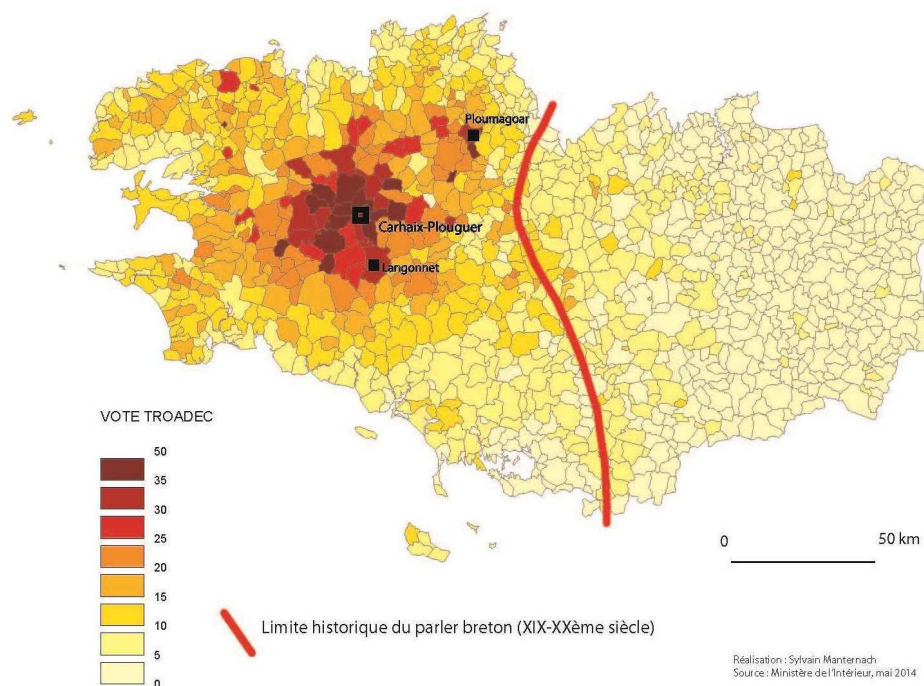 Ploumagoar
Carhaix-Plouguer
Langonnet
VOTE TROADEC
50
35
30
25
20
15
10
5
0
0 50 km
Limite historique du parler breton (XIX-XXème siècle)
Réalisation : Sylvain Manternach
Source : Ministère de l'Intérieur, mai 2014